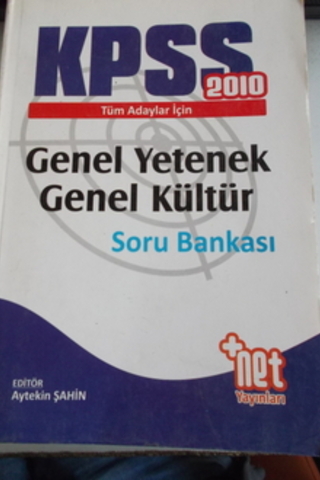 KPSS
2010
Tüm Adaylar İçin
Genel Yetenek
Genel Kültür
Soru Bankası
EDİTÖR
Aytekin ŞAHİN
+net
Yayınları